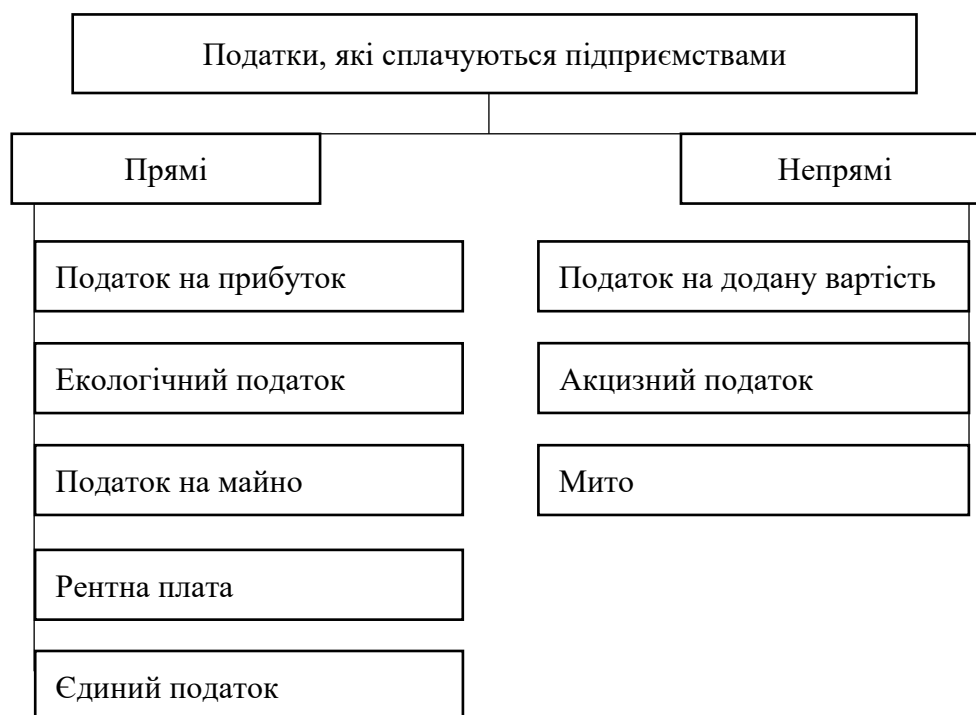 Податки, які сплачуються підприємствами
Прямі
Непрямі
Податок на прибуток
Податок на додану вартість
Екологічний податок
Акцизний податок
Податок на майно
Мито
Рентна плата
Єдиний податок